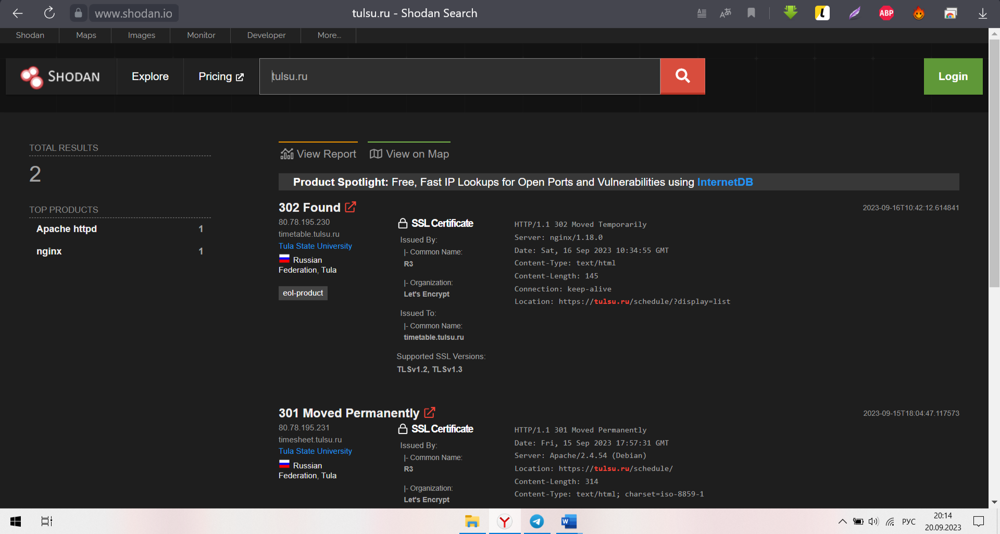 www.shodan.io
tulsu.ru - Shodan Search
ABP
Shodan
Maps
Images
Monitor
Developer
More...
SHODAN
Explore
Pricing
tulsu.ru
Login
TOTAL RESULTS
2
TOP PRODUCTS
Apache httpd 1
nginx 1
View Report
View on Map
Product Spotlight: Free, Fast IP Lookups for Open Ports and Vulnerabilities using InternetDB
302 Found
2023-09-16T10:42:12.614841
80.78.195.230
timetable.tulsu.ru
Tula State University
Russian
Federation, Tula
eol-product
SSL Certificate
Issued By:
|- Common Name:
R3
|- Organization:
Let's Encrypt
Issued To:
|- Common Name:
timetable.tulsu.ru
Supported SSL Versions:
TLSv1.2, TLSv1.3
HTTP/1.1 302 Moved Temporarily
Server: nginx/1.18.0
Date: Sat, 16 Sep 2023 10:34:55 GMT
Content-Type: text/html
Content-Length: 145
Connection: keep-alive
Location: https://tulsu.ru/schedule/?display=list
301 Moved Permanently
2023-09-15T18:04:47.117573
80.78.195.231
timesheet.tulsu.ru
Tula State University
Russian
Federation, Tula
SSL Certificate
Issued By:
|- Common Name:
R3
|- Organization:
Let's Encrypt
HTTP/1.1 301 Moved Permanently
Date: Fri, 15 Sep 2023 17:57:31 GMT
Server: Apache/2.4.54 (Debian)
Location: https://tulsu.ru/schedule/
Content-Length: 314
Content-Type: text/html; charset=iso-8859-1
РУС
20:14
20.09.2023